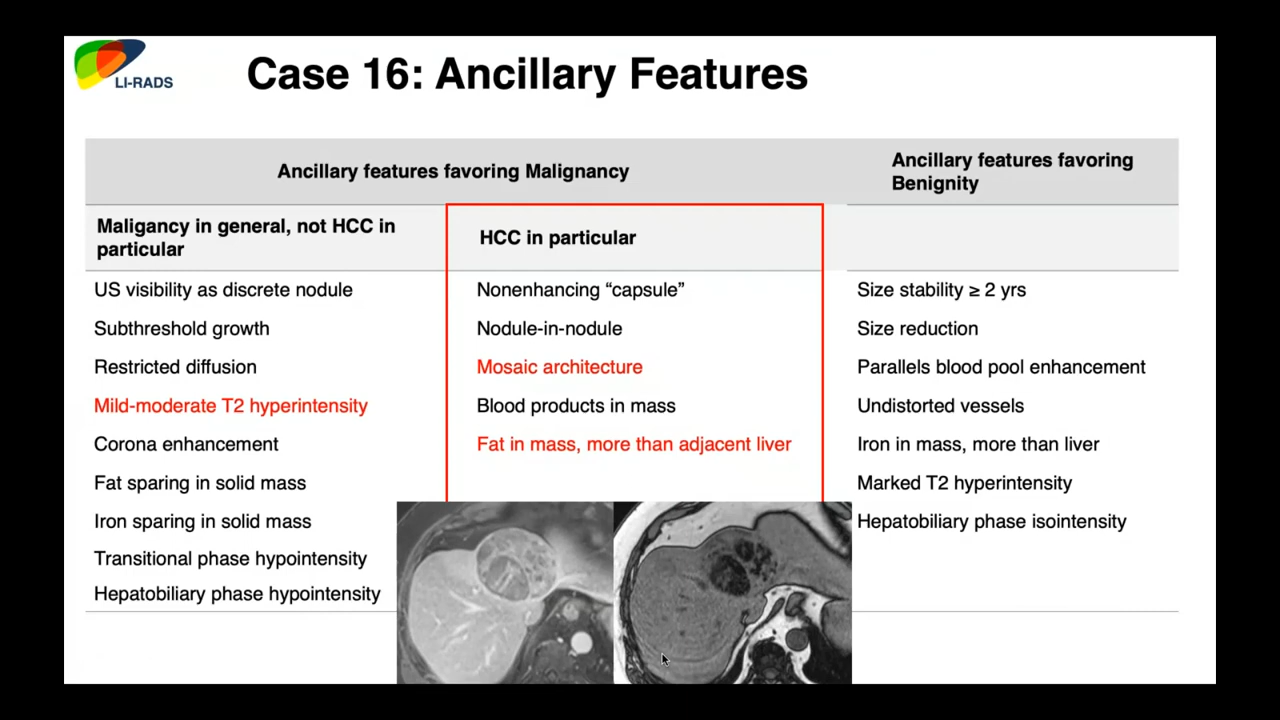 LI-RADS
Case 16: Ancillary Features
Ancillary features favoring Malignancy
Ancillary features favoring
Benignity
Maligancy in general, not HCC in
particular
HCC in particular
US visibility as discrete nodule
Nonenhancing “capsule”
Size stability ≥ 2 yrs
Subthreshold growth
Nodule-in-nodule
Size reduction
Restricted diffusion
Mosaic architecture
Parallels blood pool enhancement
Mild-moderate T2 hyperintensity
Blood products in mass
Undistorted vessels
Corona enhancement
Fat in mass, more than adjacent liver
Iron in mass, more than liver
Fat sparing in solid mass
Marked T2 hyperintensity
Iron sparing in solid mass
Hepatobiliary phase isointensity
Transitional phase hypointensity
Hepatobiliary phase hypointensity